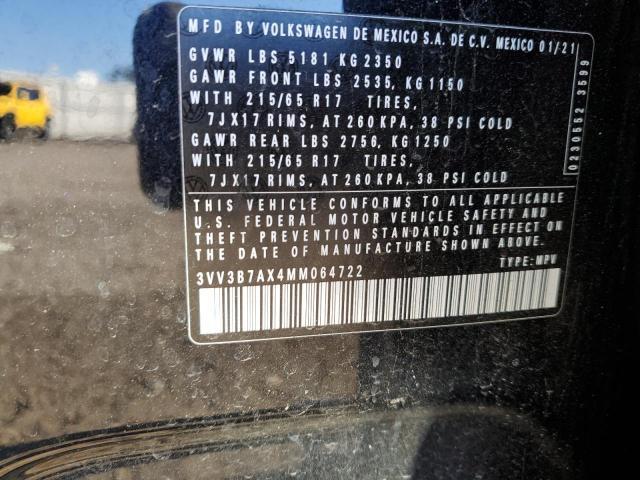 MFD BY VOLKSWAGEN DE MEXICO S.A. DE C.V. MEXICO 01/21
GVWR LBS 5181 KG 2350
GAWR FRONT LBS 2535, KG 1150
WITH 215/65 R17 TIRES,
7JX17 RIMS, AT 260 KPA, 38 PSI COLD
GAWR REAR LBS 2756, KG 1250
WITH 215/65 R17 TIRES,
7JX17 RIMS, AT 260 KPA, 38 PSI COLD
THIS VEHICLE CONFORMS TO ALL APPLICABLE
U.S. FEDERAL MOTOR VEHICLE SAFETY AND
THEFT PREVENTION STANDARDS IN EFFECT ON
THE DATE OF MANUFACTURE SHOWN ABOVE.
3VV3B7AX4MM064722 TYPE: MPV
0230552 3599